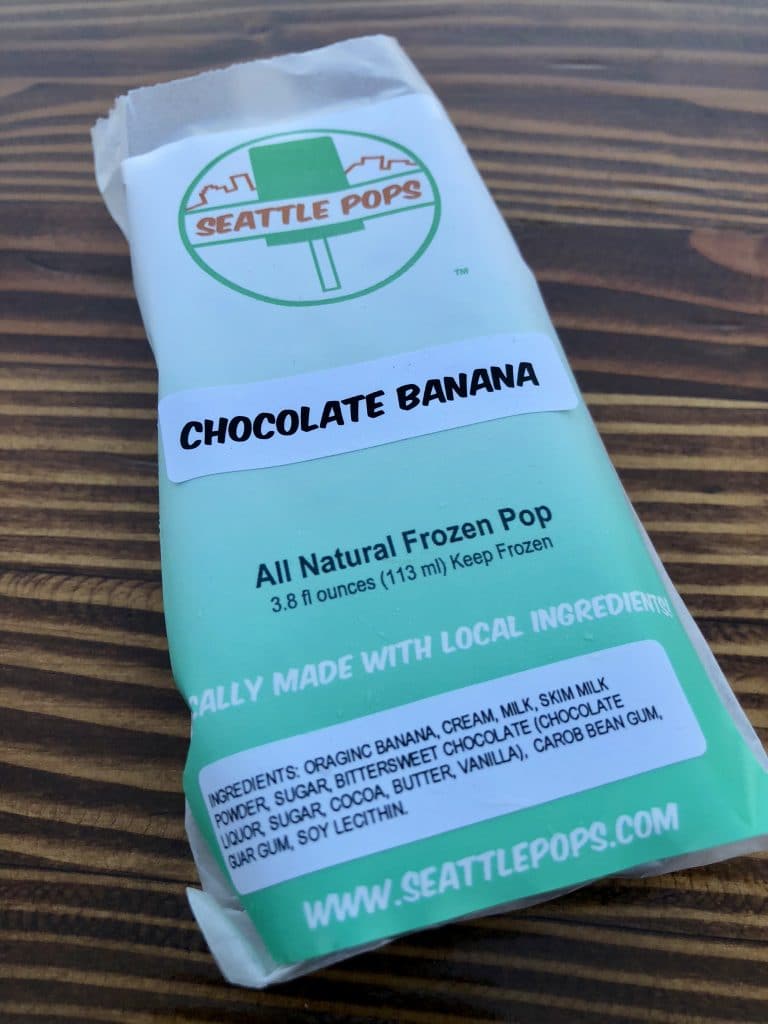 SEATTLE POPS
TM
CHOCOLATE BANANA
All Natural Frozen Pop
3.8 fl ounces (113 ml) Keep Frozen
CALLY MADE WITH LOCAL INGREDIENTS!
INGREDIENTS: ORAGINC BANANA, CREAM, MILK, SKIM MILK
POWDER, SUGAR, BITTERSWEET CHOCOLATE (CHOCOLATE
LIQUOR, SUGAR, COCOA, BUTTER, VANILLA), CAROB BEAN GUM,
GUAR GUM, SOY LECITHIN.
WWW.SEATTLEPOPS.COM